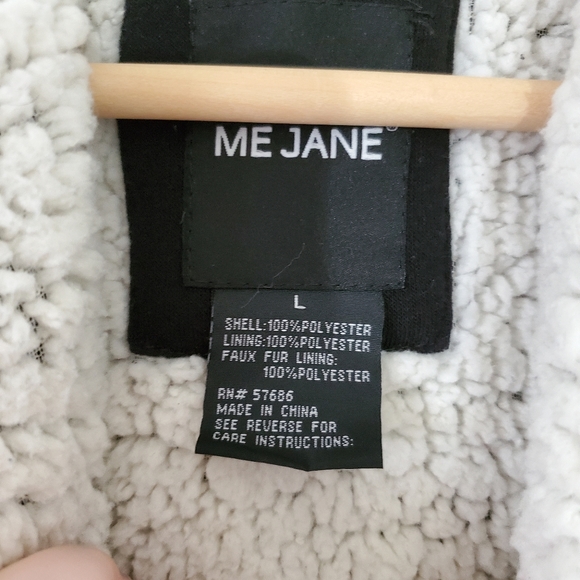 ME JANE
L
SHELL:100%POLYESTER
LINING:100%POLYESTER
FAUX FUR LINING:
100%POLYESTER
RN# 57686
MADE IN CHINA
SEE REVERSE FOR
CARE INSTRUCTIONS: